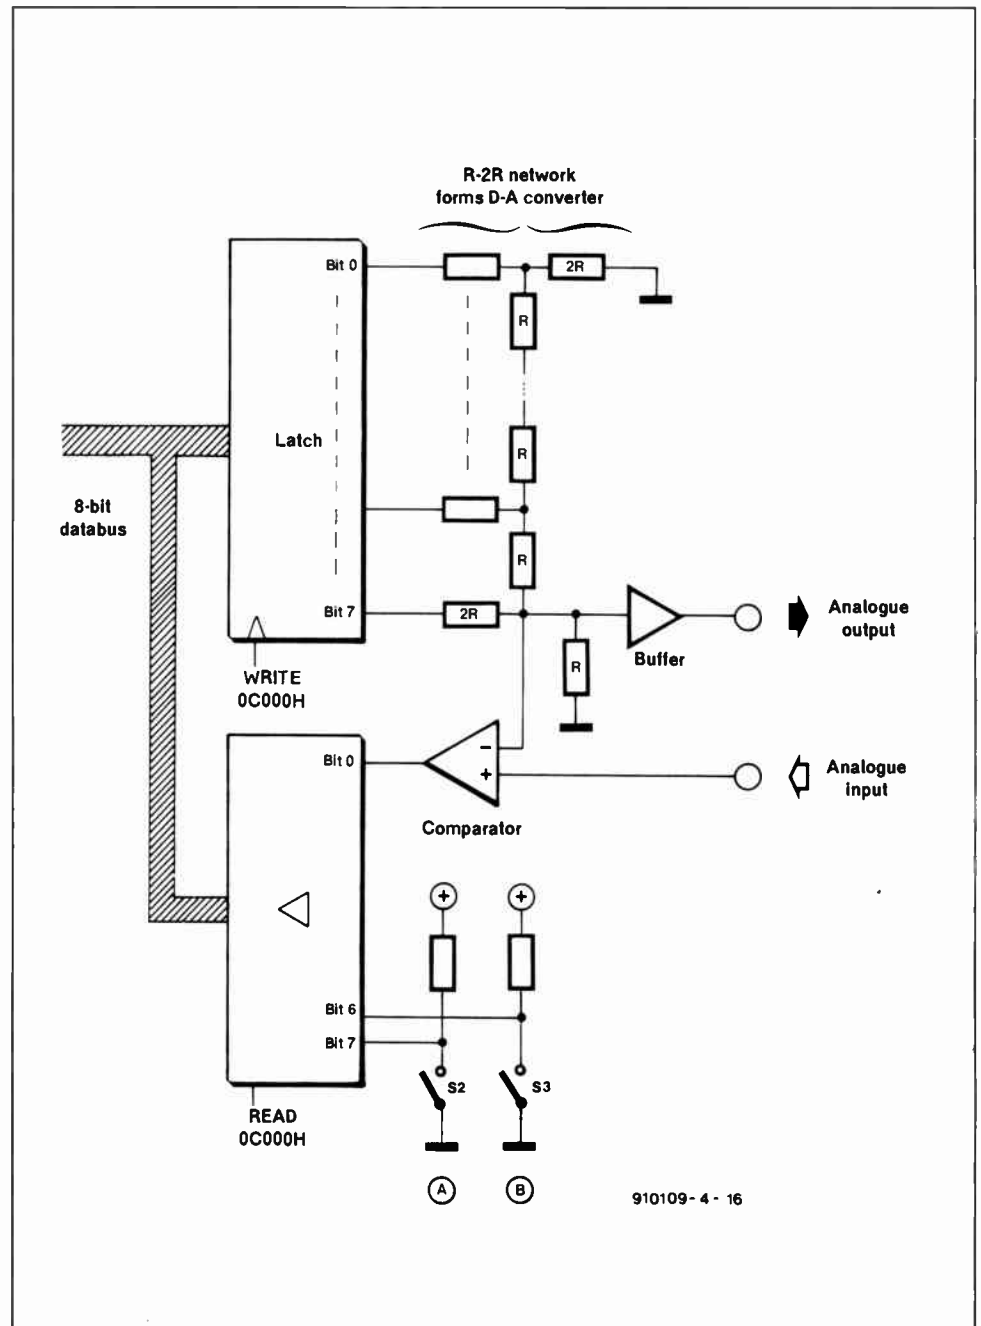 R-2R network
forms D-A converter
Bit 0
2R
R
R
Latch
8-bit
databus
R
Bit 7
2R
Analogue
output
Buffer
R
WRITE
0C000H
Bit 0
−
+
Analogue
input
Comparator
+
+
Bit 6
Bit 7
S2
S3
READ
0C000H
A
B
910109-4-16